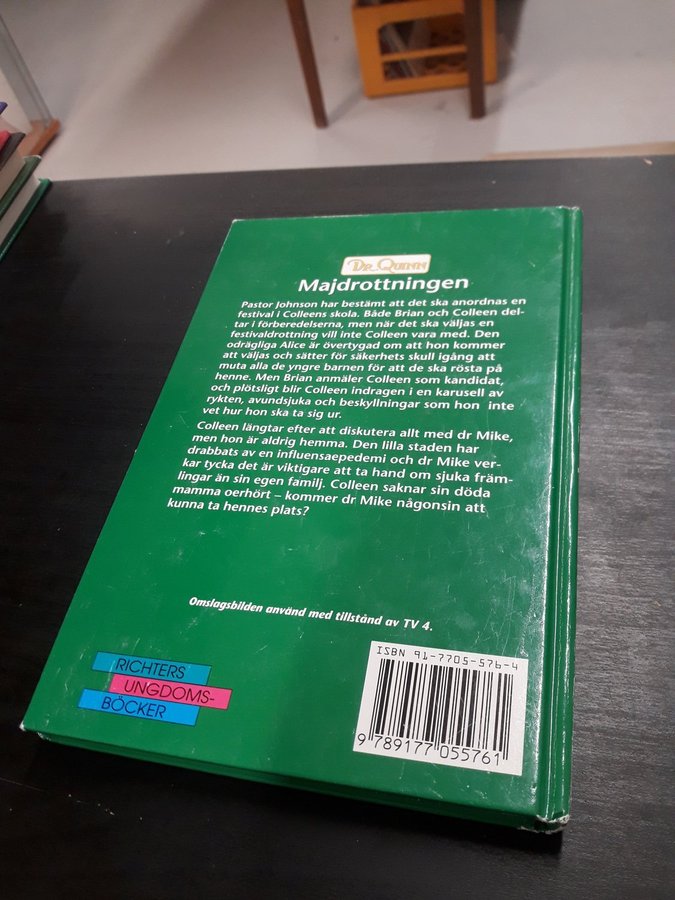 DR. QUINN
Majdrottningen
Pastor Johnson har bestämt att det ska anordnas en
festival i Colleens skola. Både Brian och Colleen del-
tar i förberedelserna, men när det ska väljas en
festivaldrottning vill inte Colleen vara med. Den
odrägliga Alice är övertygad om att hon kommer
att väljas och sätter för säkerhets skull igång att
muta alla de yngre barnen för att de ska rösta på
henne. Men Brian anmäler Colleen som kandidat,
och plötsligt blir Colleen indragen i en karusell av
rykten, avundsjuka och beskyllningar som hon inte
vet hur hon ska ta sig ur.
Colleen längtar efter att diskutera allt med dr Mike,
men hon är aldrig hemma. Den lilla staden har
drabbats av en influensaepedemi och dr Mike ver-
kar tycka det är viktigare att ta hand om sjuka främ-
lingar än sin egen familj. Colleen saknar sin döda
mamma oerhört – kommer dr Mike någonsin att
kunna ta hennes plats?
Omslagsbilden använd med tillstånd av TV 4.
RICHTERS
UNGDOMS-
BÖCKER
ISBN 91-7705-576-4
9 789177 055761